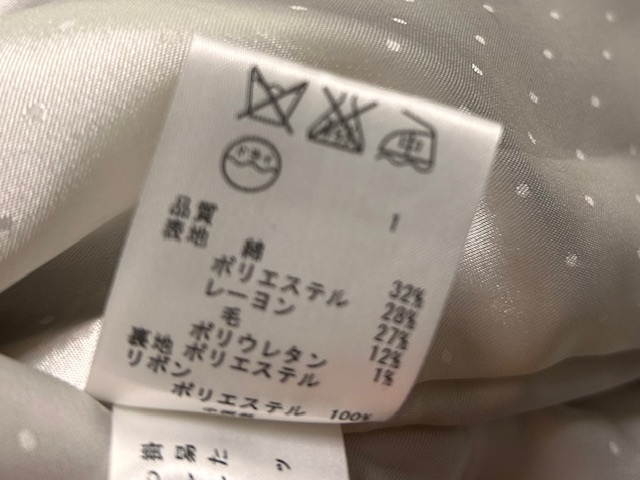 中
ドライ
品質 1
表地 綿 32%
ポリエステル 28%
レーヨン 27%
毛 12%
ポリウレタン 1%
裏地 ポリエステル
リボン
ポリエステル 100%